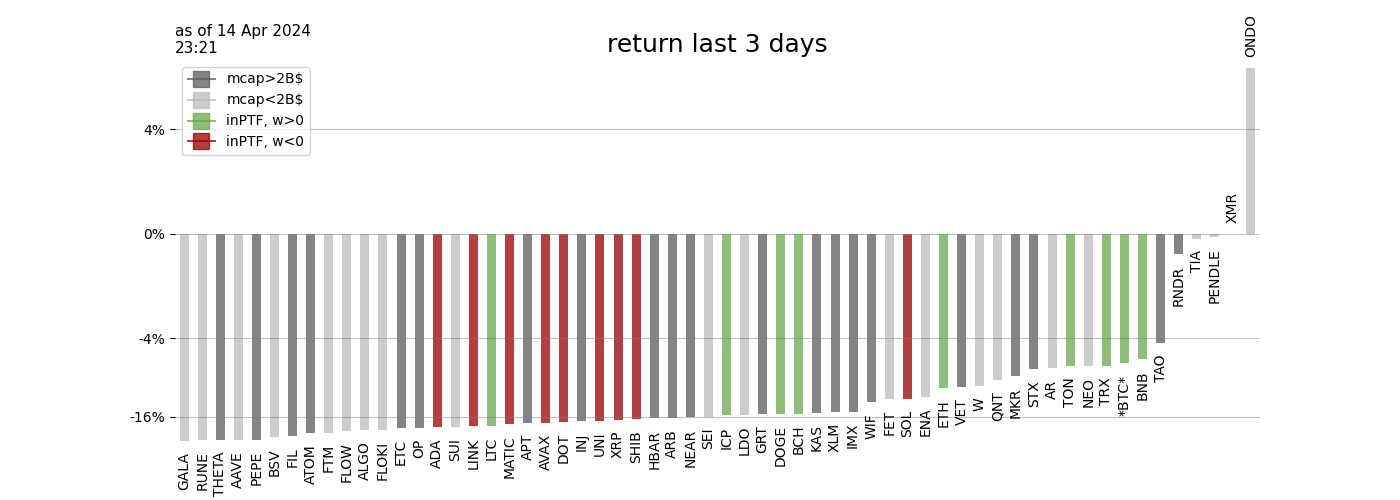 as of 14 Apr 2024
23:21
return last 3 days
mcap>2B$
mcap<2B$
inPTF, w>0
inPTF, w<0
4%
0%
-4%
-16%
GALA
RUNE
THETA
AAVE
PEPE
BSV
FIL
ATOM
FTM
FLOW
ALGO
FLOKI
ETC
OP
ADA
SUI
LINK
LTC
MATIC
APT
AVAX
DOT
INJ
UNI
XRP
SHIB
HBAR
ARB
NEAR
SEI
ICP
LDO
GRT
DOGE
BCH
KAS
XLM
IMX
WIF
FET
SOL
ENA
ETH
VET
W
QNT
MKR
STX
AR
TON
NEO
TRX
*BTC*
BNB
TAO
RNDR
TIA
PENDLE
XMR
ONDO